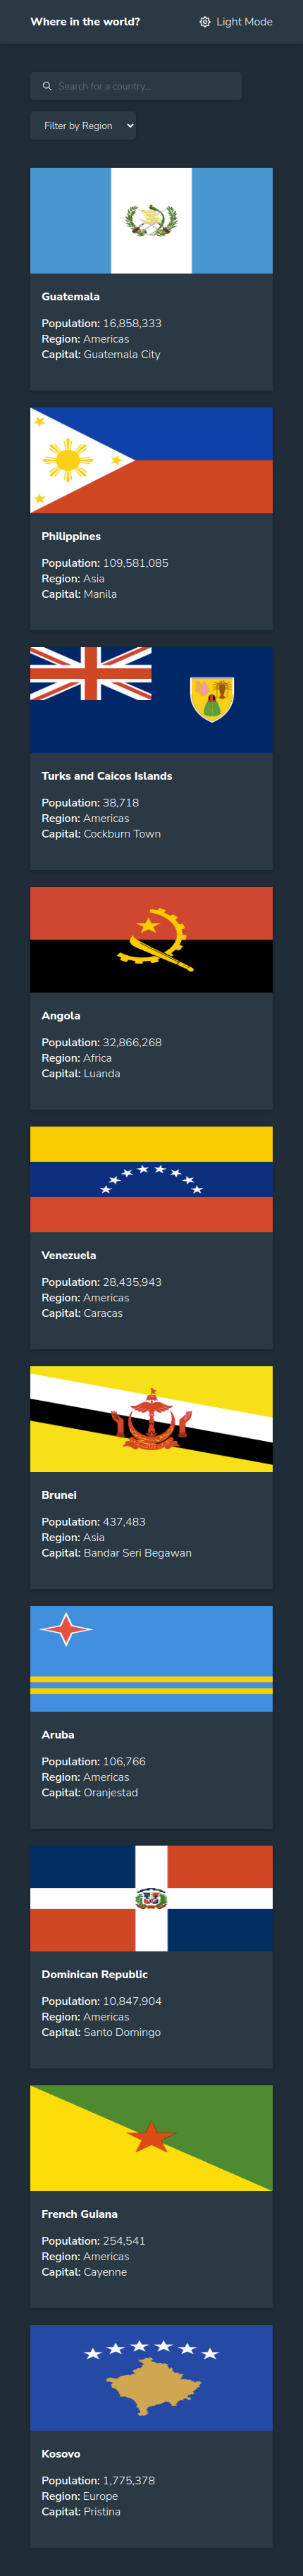 Where in the world?
Light Mode
Search for a country...
Filter by Region
Guatemala
Population: 16,858,333
Region: Americas
Capital: Guatemala City
Philippines
Population: 109,581,085
Region: Asia
Capital: Manila
Turks and Caicos Islands
Population: 38,718
Region: Americas
Capital: Cockburn Town
Angola
Population: 32,866,268
Region: Africa
Capital: Luanda
Venezuela
Population: 28,435,943
Region: Americas
Capital: Caracas
Brunei
Population: 437,483
Region: Asia
Capital: Bandar Seri Begawan
Aruba
Population: 106,766
Region: Americas
Capital: Oranjestad
Dominican Republic
Population: 10,847,904
Region: Americas
Capital: Santo Domingo
French Guiana
Population: 254,541
Region: Americas
Capital: Cayenne
Kosovo
Population: 1,775,378
Region: Europe
Capital: Pristina